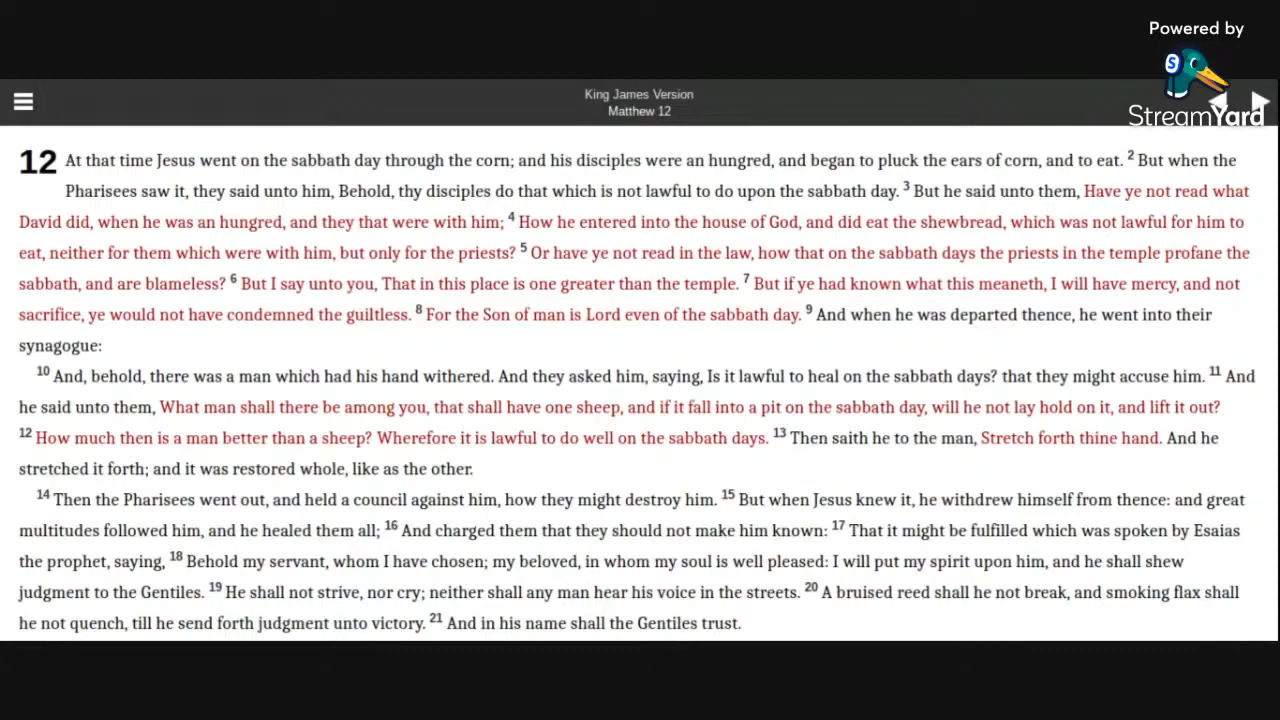 Powered by
StreamYard
King James Version
Matthew 12
12 At that time Jesus went on the sabbath day through the corn; and his disciples were an hungred, and began to pluck the ears of corn, and to eat. 2 But when the
Pharisees saw it, they said unto him, Behold, thy disciples do that which is not lawful to do upon the sabbath day. 3 But he said unto them, Have ye not read what
David did, when he was an hungred, and they that were with him; 4 How he entered into the house of God, and did eat the shewbread, which was not lawful for him to
eat, neither for them which were with him, but only for the priests? 5 Or have ye not read in the law, how that on the sabbath days the priests in the temple profane the
sabbath, and are blameless? 6 But I say unto you, That in this place is one greater than the temple. 7 But if ye had known what this meaneth, I will have mercy, and not
sacrifice, ye would not have condemned the guiltless. 8 For the Son of man is Lord even of the sabbath day. 9 And when he was departed thence, he went into their
synagogue:
10 And, behold, there was a man which had his hand withered. And they asked him, saying, Is it lawful to heal on the sabbath days? that they might accuse him. 11 And
he said unto them, What man shall there be among you, that shall have one sheep, and if it fall into a pit on the sabbath day, will he not lay hold on it, and lift it out?
12 How much then is a man better than a sheep? Wherefore it is lawful to do well on the sabbath days. 13 Then saith he to the man, Stretch forth thine hand. And he
stretched it forth; and it was restored whole, like as the other.
14 Then the Pharisees went out, and held a council against him, how they might destroy him. 15 But when Jesus knew it, he withdrew himself from thence: and great
multitudes followed him, and he healed them all; 16 And charged them that they should not make him known: 17 That it might be fulfilled which was spoken by Esaias
the prophet, saying, 18 Behold my servant, whom I have chosen; my beloved, in whom my soul is well pleased: I will put my spirit upon him, and he shall shew
judgment to the Gentiles. 19 He shall not strive, nor cry; neither shall any man hear his voice in the streets. 20 A bruised reed shall he not break, and smoking flax shall
he not quench, till he send forth judgment unto victory. 21 And in his name shall the Gentiles trust.